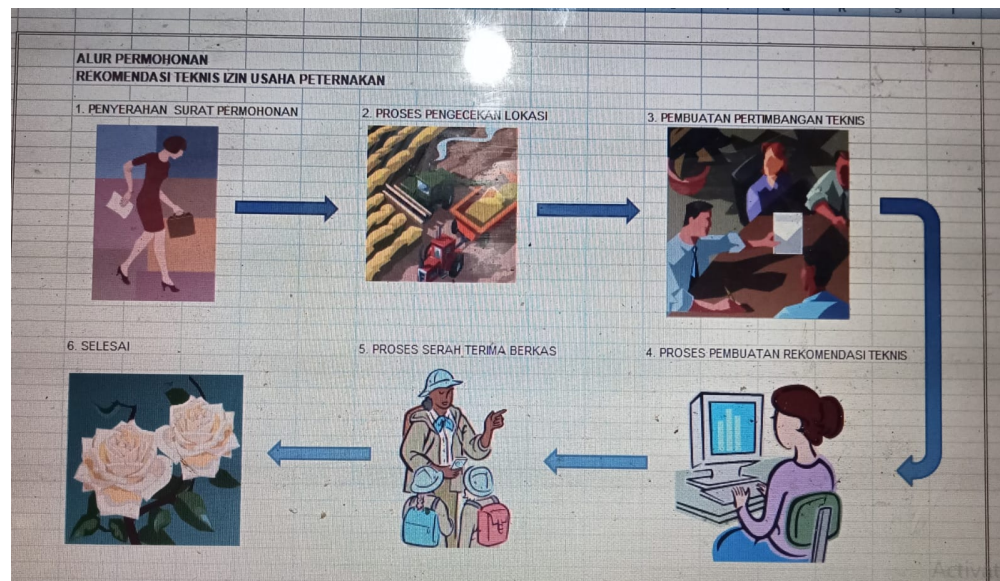 ALUR PERMOHONAN
REKOMENDASI TEKNIS IZIN USAHA PETERNAKAN
1. PENYERAHAN SURAT PERMOHONAN
2. PROSES PENGECEKAN LOKASI
3. PEMBUATAN PERTIMBANGAN TEKNIS
6. SELESAI
5. PROSES SERAH TERIMA BERKAS
4. PROSES PEMBUATAN REKOMENDASI TEKNIS